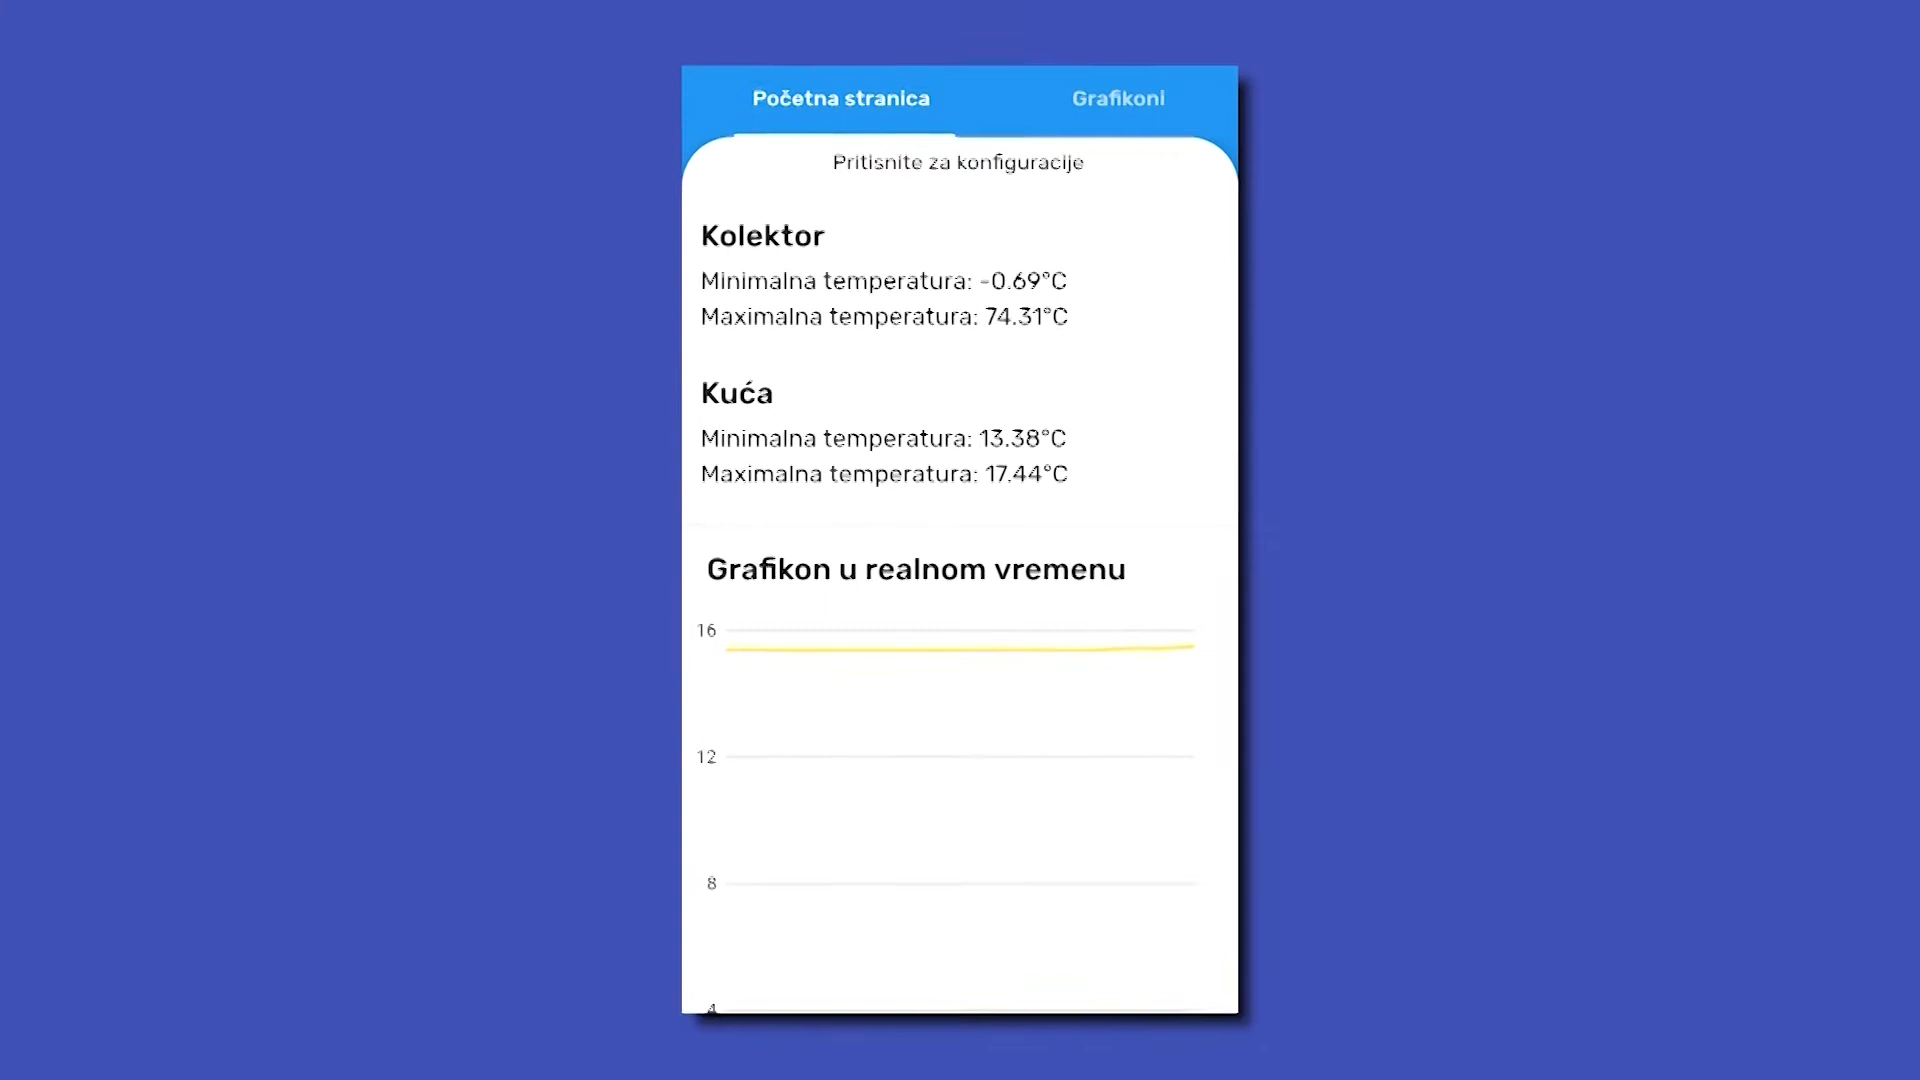 Početna stranica
Grafikoni
Pritisnite za konfiguracije
Kolektor
Minimalna temperatura: -0.69°C
Maximalna temperatura: 74.31°C
Kuća
Minimalna temperatura: 13.38°C
Maximalna temperatura: 17.44°C
Grafikon u realnom vremenu
16
12
8
4